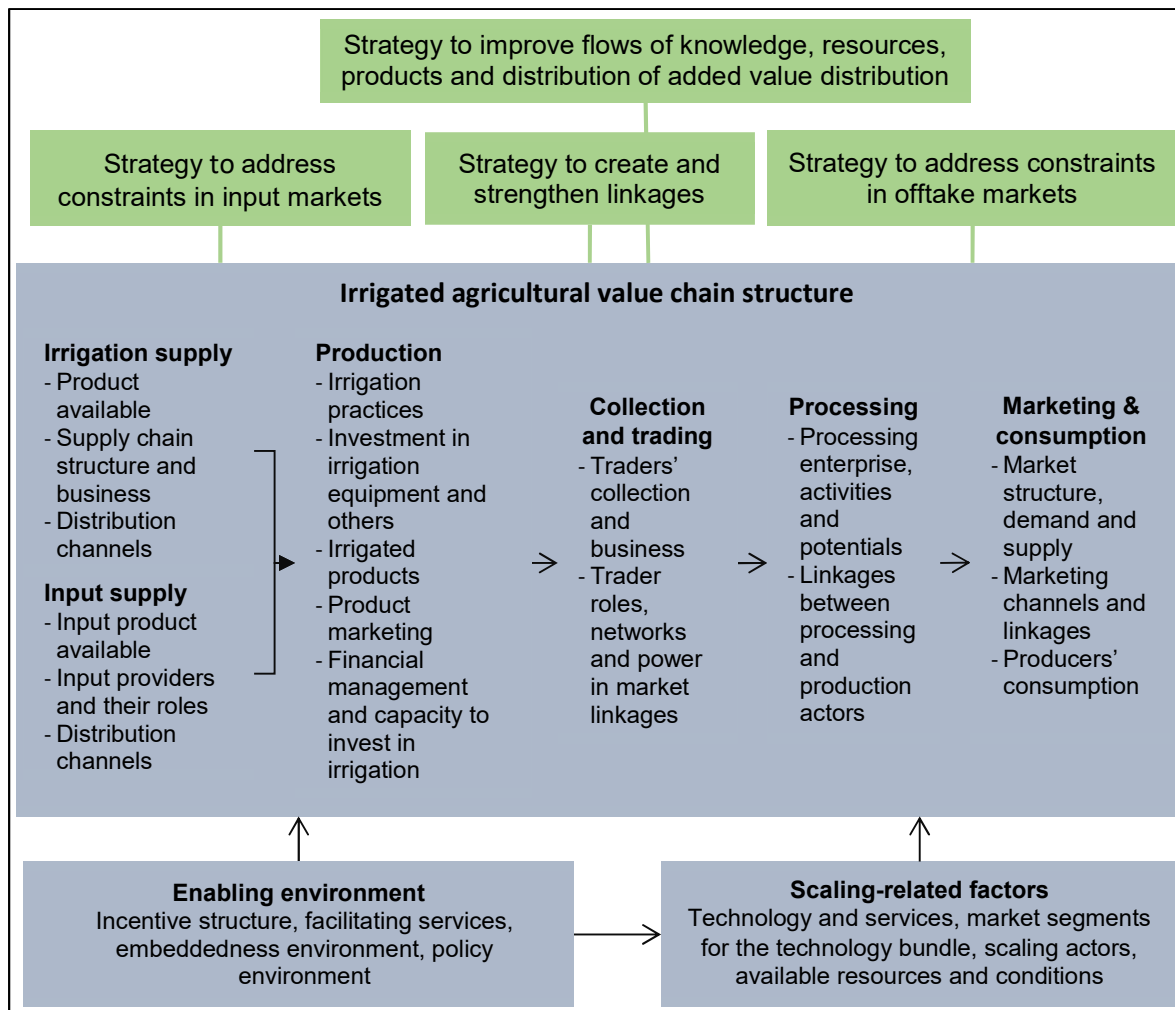 Strategy to improve flows of knowledge, resources,
products and distribution of added value distribution
Strategy to address
constraints in input markets
Strategy to create and
strengthen linkages
Strategy to address constraints
in offtake markets
Irrigated agricultural value chain structure
Irrigation supply
- Product
available
- Supply chain
structure and
business
- Distribution
channels
Input supply
- Input product
available
- Input providers
and their roles
- Distribution
channels
Production
- Irrigation
practices
- Investment in
irrigation
equipment and
others
- Irrigated
products
- Product
marketing
- Financial
management
and capacity to
invest in
irrigation
Collection
and trading
- Traders'
collection
and
business
- Trader
roles,
networks
and power
in market
linkages
Processing
- Processing
enterprise,
activities
and
potentials
- Linkages
between
processing
and
production
actors
Marketing &
consumption
- Market
structure,
demand and
supply
- Marketing
channels and
linkages
- Producers'
consumption
Enabling environment
Incentive structure, facilitating services,
embeddedness environment, policy
environment
Scaling-related factors
Technology and services, market segments
for the technology bundle, scaling actors,
available resources and conditions